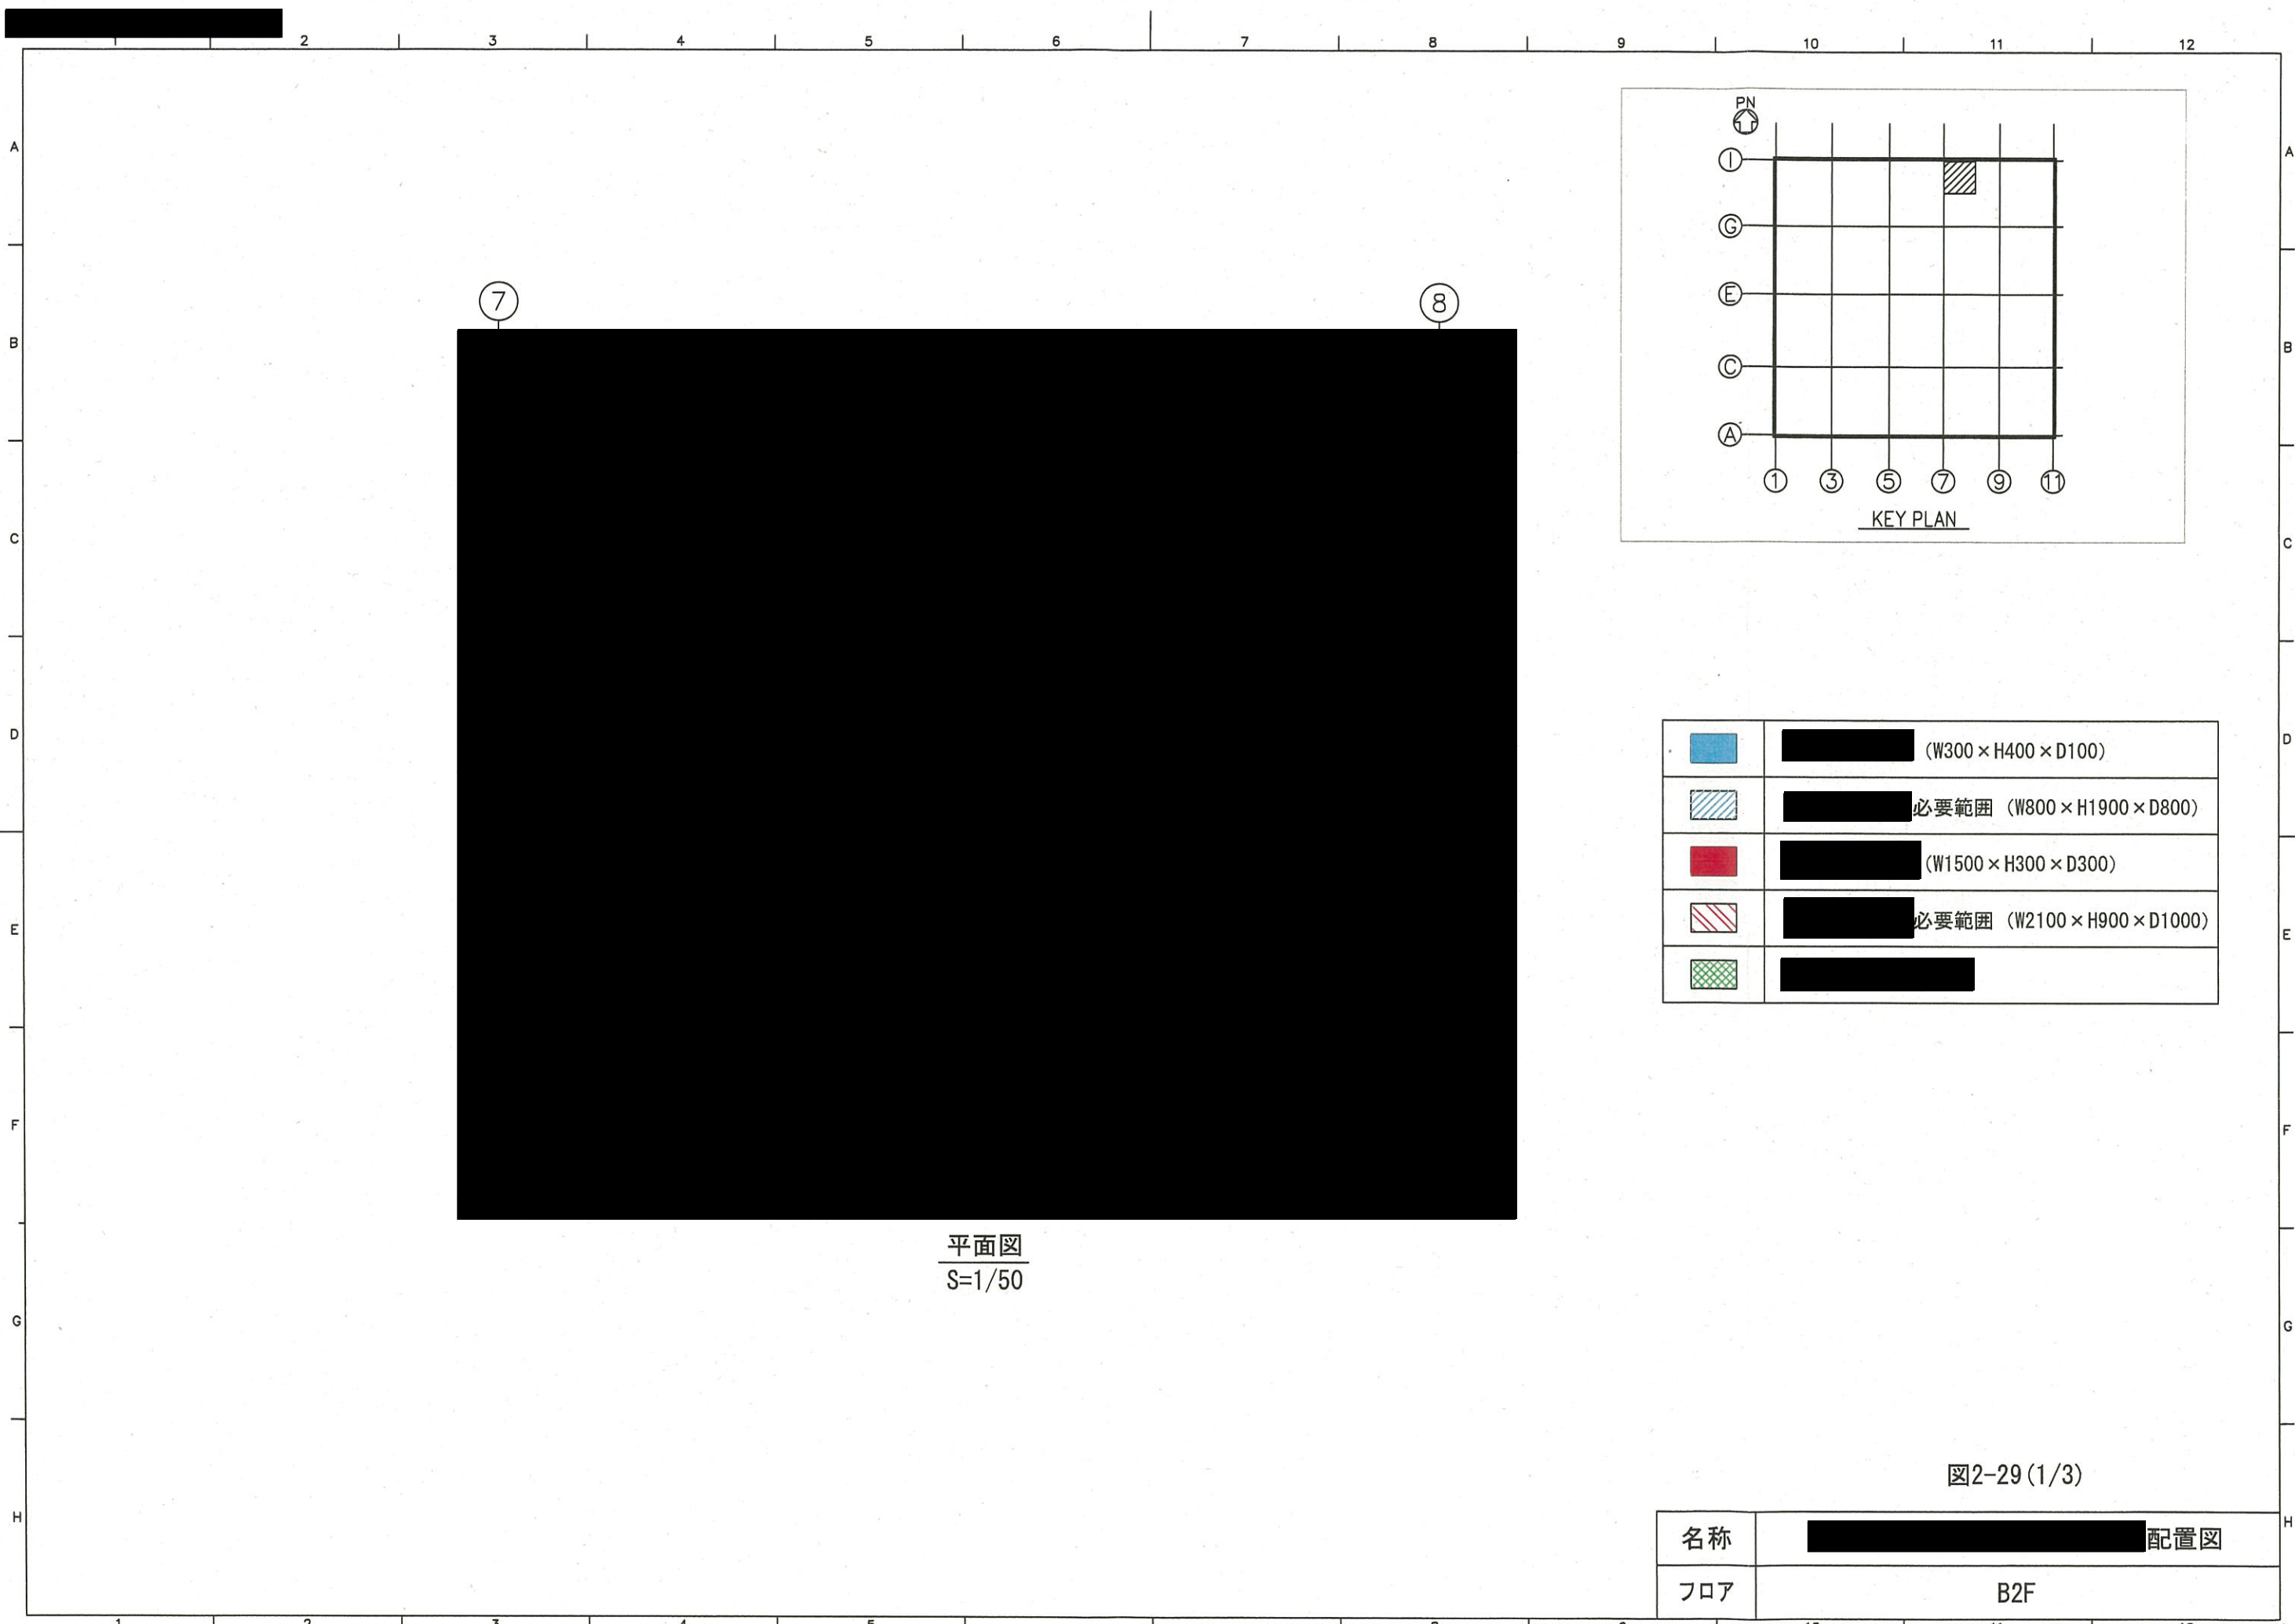 2 3 4 5 6 7 8 9 10 11 12
PN
A A
I
G
E
C
A
1 3 5 7 9 11
KEY PLAN
7 8
B B
C C
D D
(W300×H400×D100)
必要範囲 (W800×H1900×D800)
(W1500×H300×D300)
必要範囲 (W2100×H900×D1000)
E E
F F
平面図
S=1/50
G G
図2-29(1/3)
H H
名称 配置図
フロア B2F